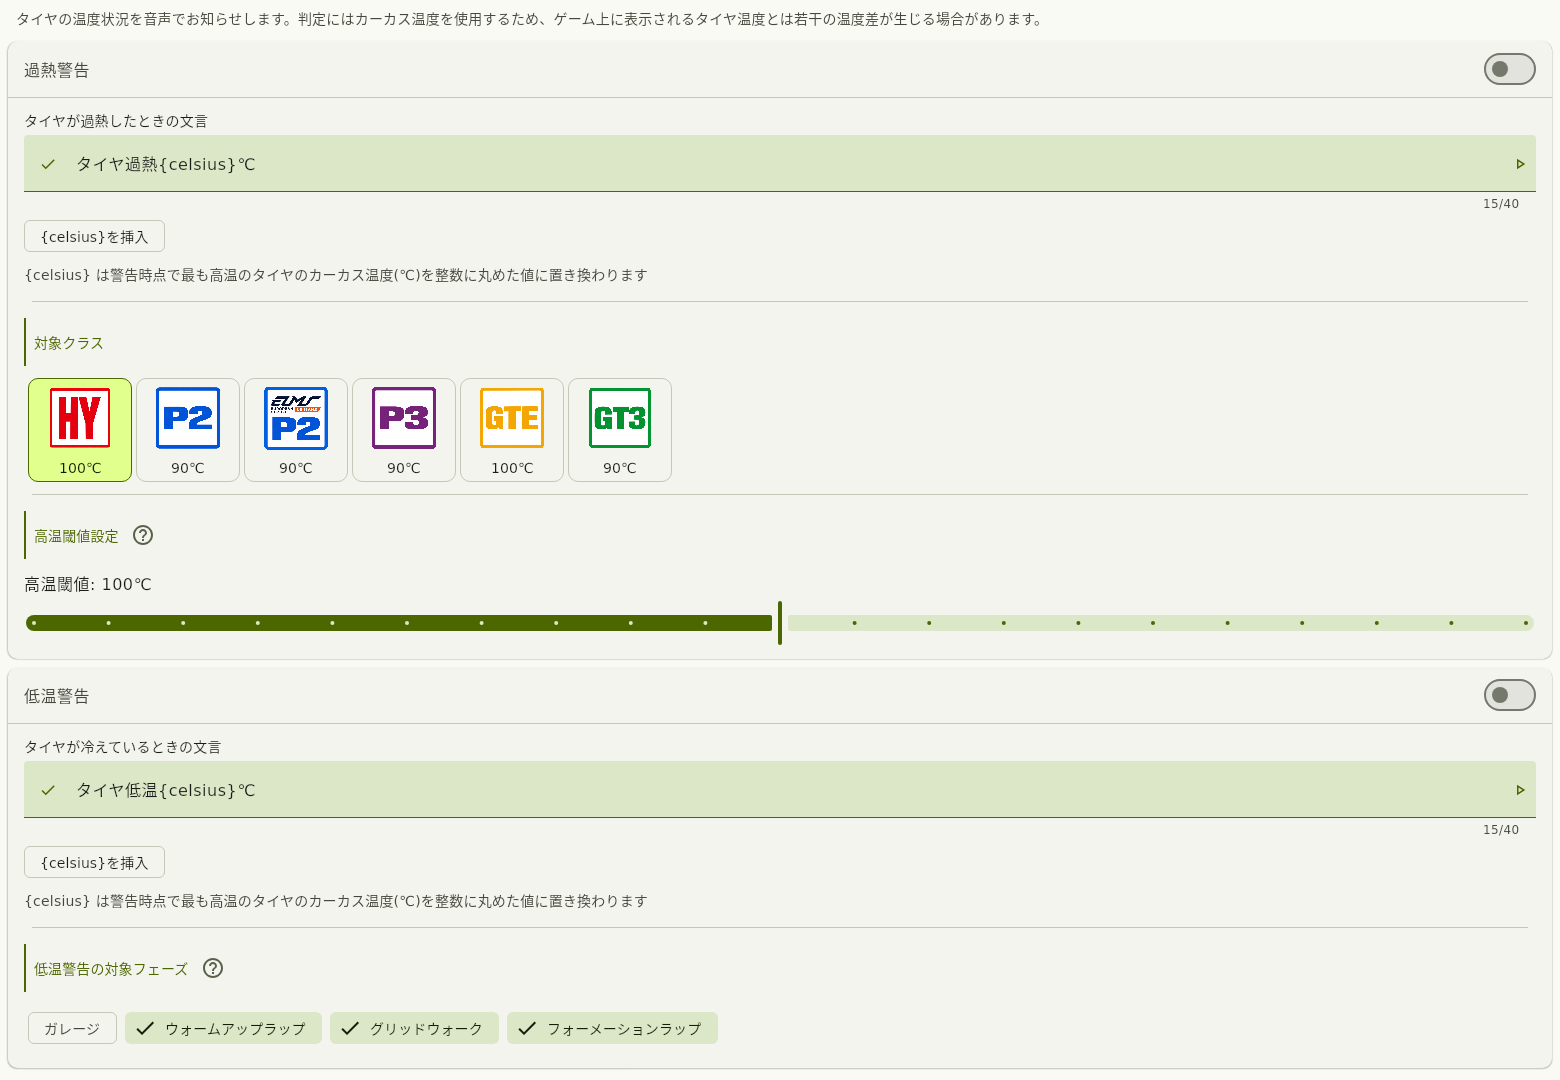 タイヤの温度状況を音声でお知らせします。判定にはカーカス温度を使用するため、ゲーム上に表示されるタイヤ温度とは若干の温度差が生じる場合があります。
過熱警告
タイヤが過熱したときの文言
タイヤ過熱{celsius}℃
15/40
{celsius}を挿入
{celsius} は警告時点で最も高温のタイヤのカーカス温度(℃)を整数に丸めた値に置き換わります
対象クラス
HY P2 ELMS P2 P3 GTE GT3
100℃ 90℃ 90℃ 90℃ 100℃ 90℃
高温閾値設定
高温閾値: 100℃
低温警告
タイヤが冷えているときの文言
タイヤ低温{celsius}℃
15/40
{celsius}を挿入
{celsius} は警告時点で最も高温のタイヤのカーカス温度(℃)を整数に丸めた値に置き換わります
低温警告の対象フェーズ
ガレージ ウォームアップラップ グリッドウォーク フォーメーションラップ